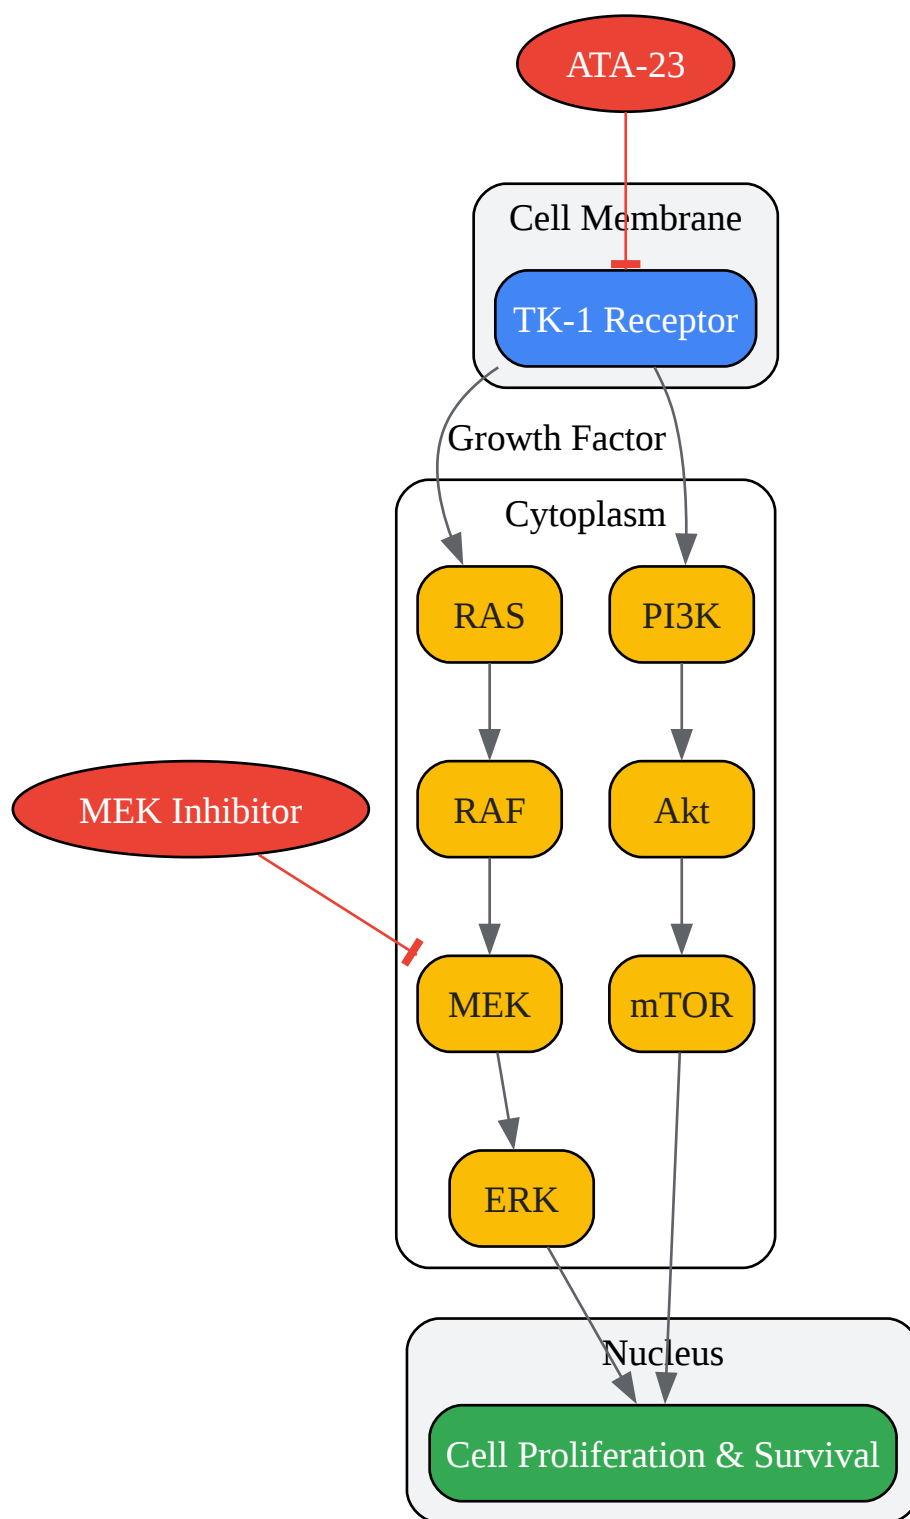 ATA-23
Cell Membrane
TK-1 Receptor
Growth Factor
Cytoplasm
RAS
PI3K
MEK Inhibitor
RAF
Akt
MEK
mTOR
ERK
Nucleus
Cell Proliferation & Survival